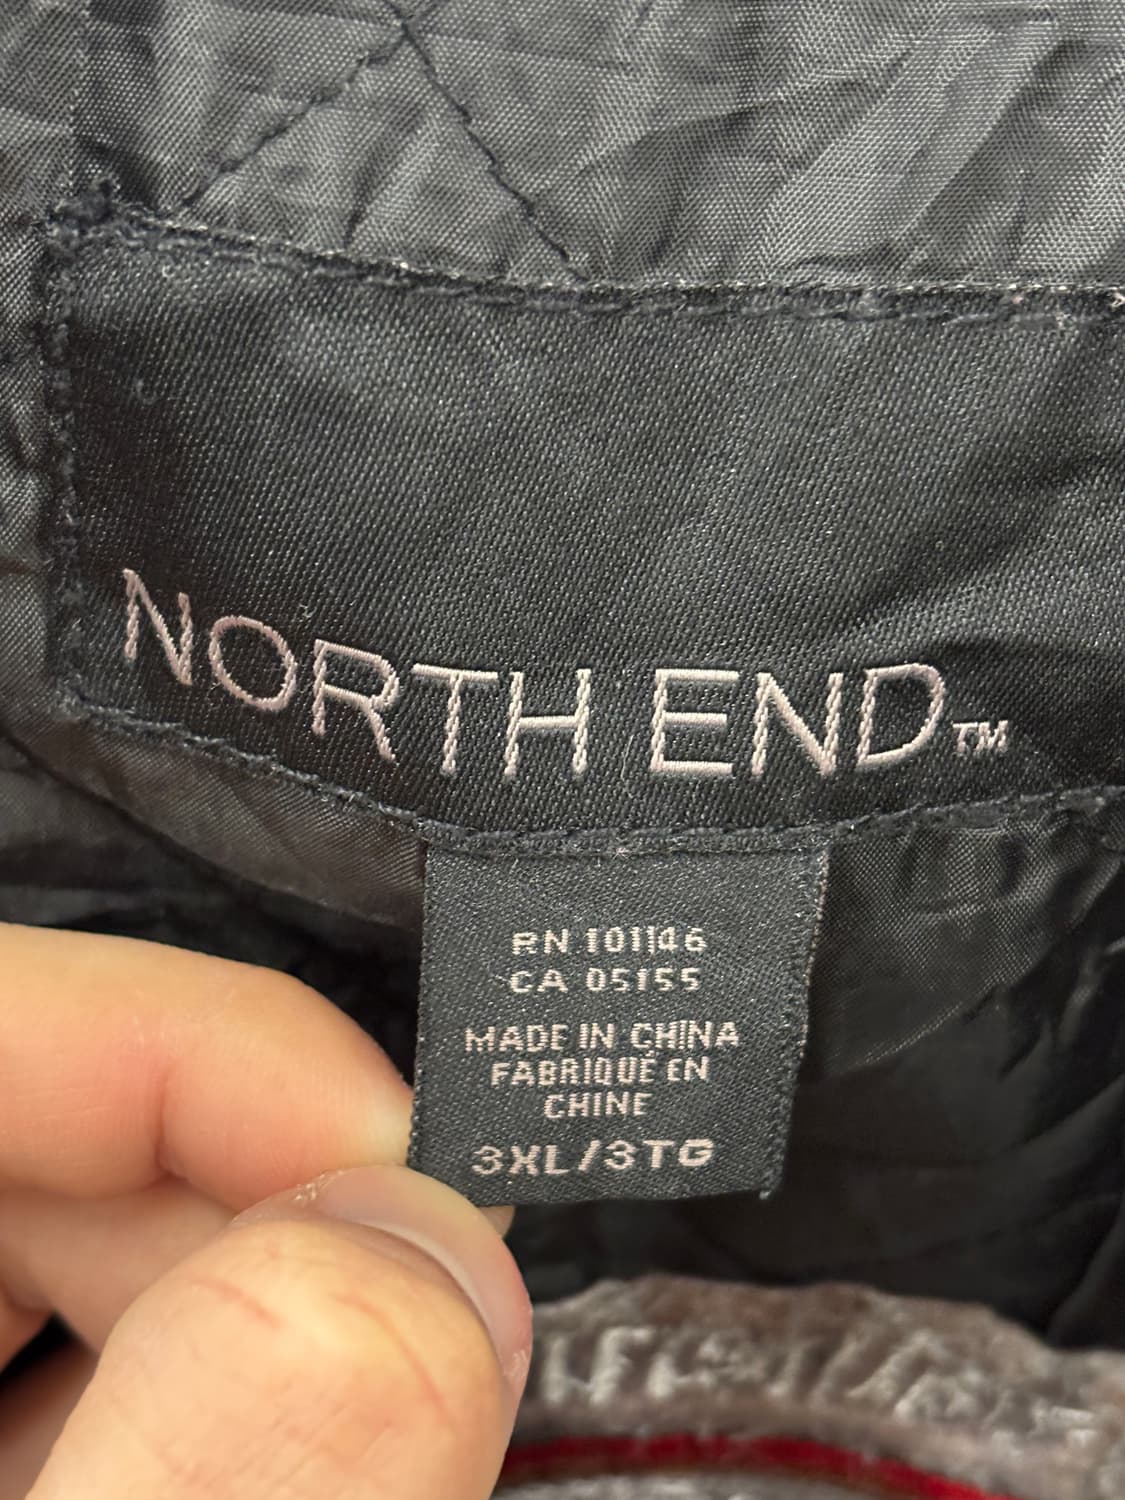 NORTH END™
RN 101146
CA 05155
MADE IN CHINA
FABRIQUÉ EN
CHINE
3XL/3TG